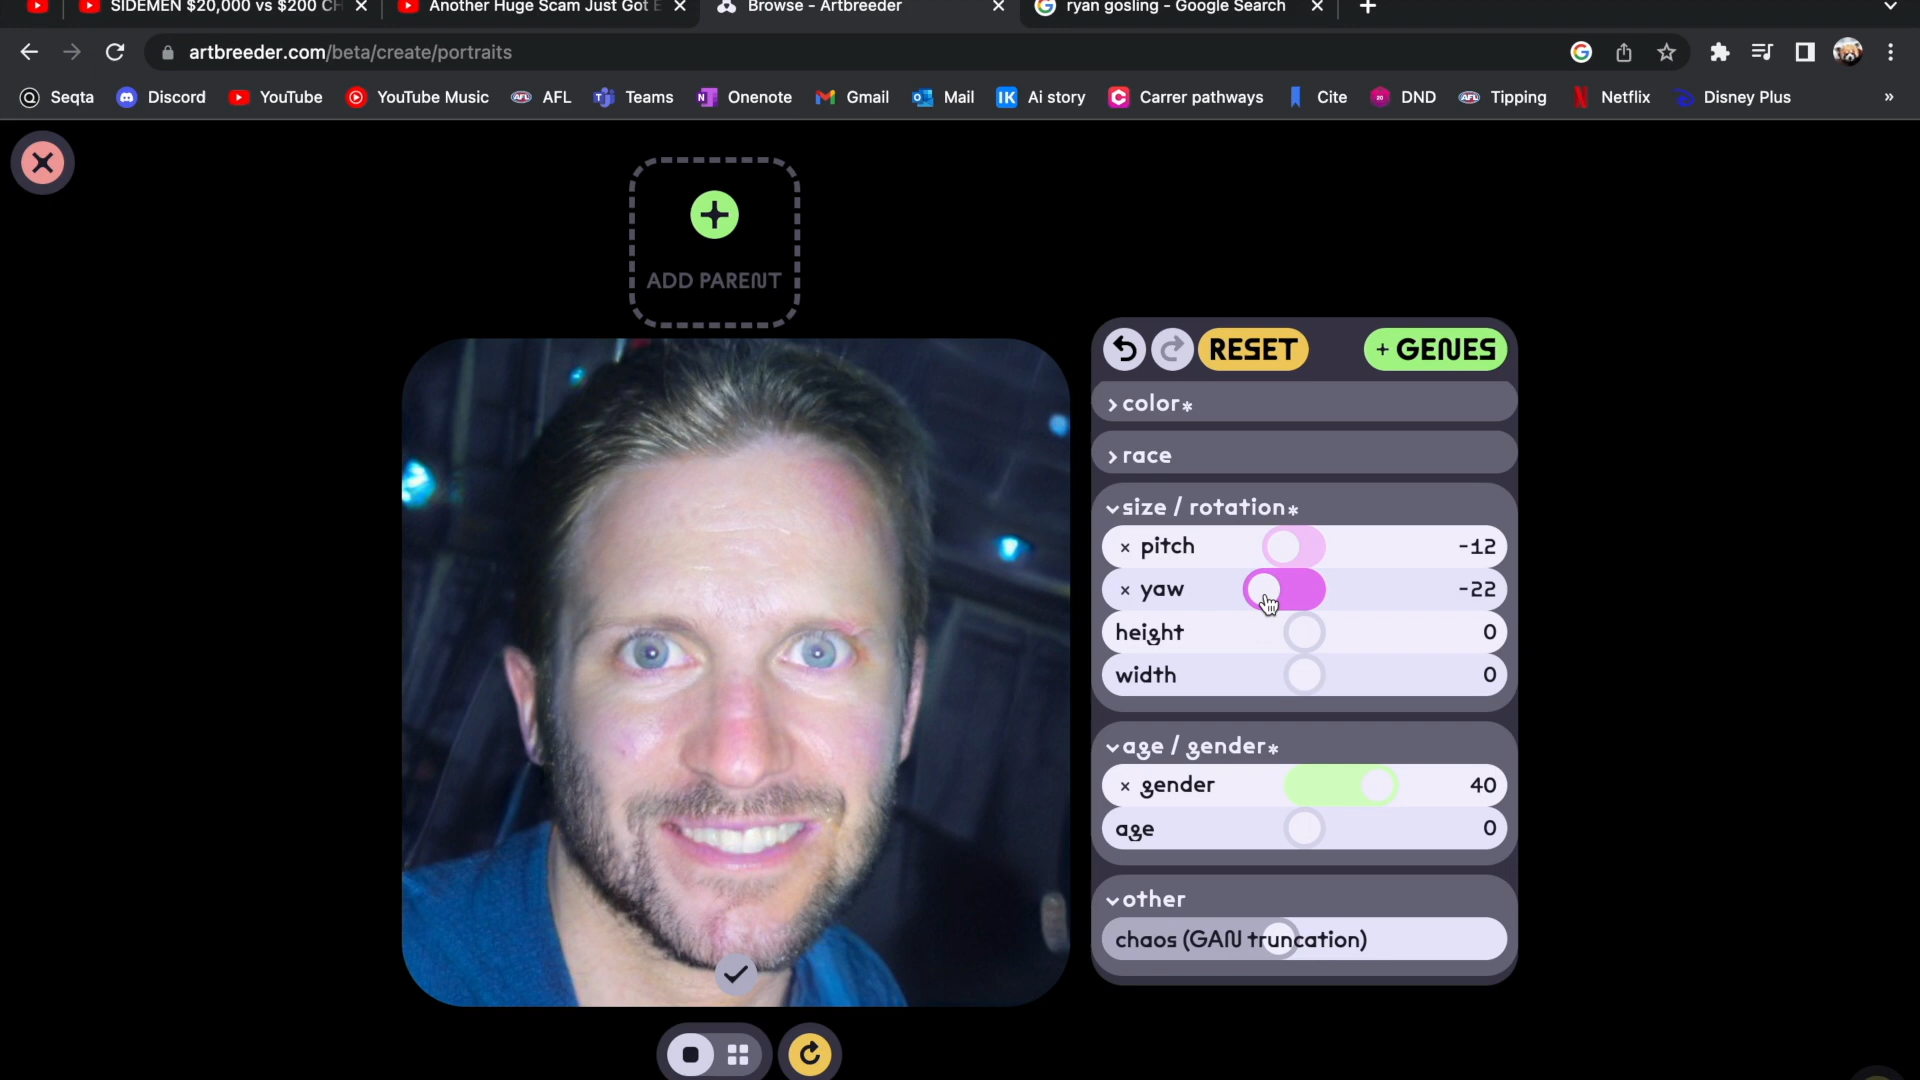 SIDEMEN $20,000 vs $200 CH
Another Huge Scam Just Got E
Browse - Artbreeder
ryan gosling - Google Search
artbreeder.com/beta/create/portraits
Seqta
Discord
YouTube
YouTube Music
AFL
Teams
Onenote
Gmail
Mail
Ai story
Carrer pathways
Cite
DND
Tipping
Netflix
Disney Plus
»
ADD PARENT
RESET
+ GENES
color*
race
size / rotation*
× pitch -12
× yaw -22
height 0
width 0
age / gender*
× gender 40
age 0
other
chaos (GAN truncation)